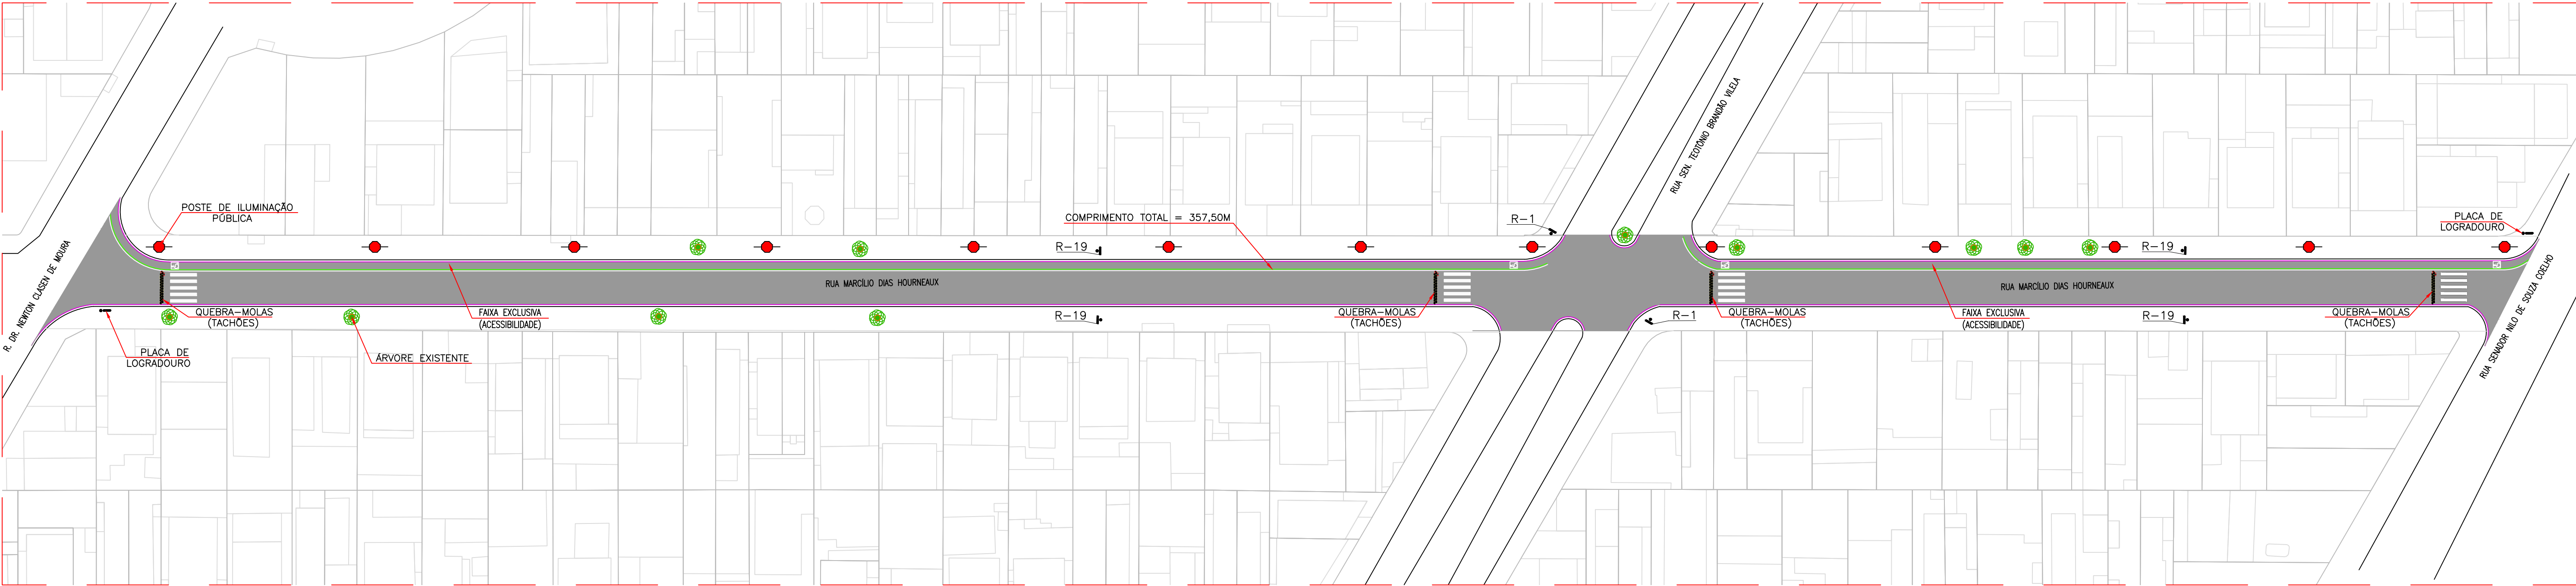 POSTE DE ILUMINAÇÃO
PÚBLICA
R. DR. NEWTON CLASEN DE MOURA
QUEBRA-MOLAS
(TACHÕES)
PLACA DE
LOGRADOURO
ÁRVORE EXISTENTE
FAIXA EXCLUSIVA
(ACESSIBILIDADE)
RUA MARCÍLIO DIAS HOURNEAUX
COMPRIMENTO TOTAL = 357,50M
R-19
R-19
QUEBRA-MOLAS
(TACHÕES)
R-1
RUA SEN. TEOTÔNIO BRANDÃO VILELA
R-1
QUEBRA-MOLAS
(TACHÕES)
RUA MARCÍLIO DIAS HOURNEAUX
FAIXA EXCLUSIVA
(ACESSIBILIDADE)
R-19
R-19
PLACA DE
LOGRADOURO
QUEBRA-MOLAS
(TACHÕES)
RUA SENADOR NILO DE SOUZA COELHO